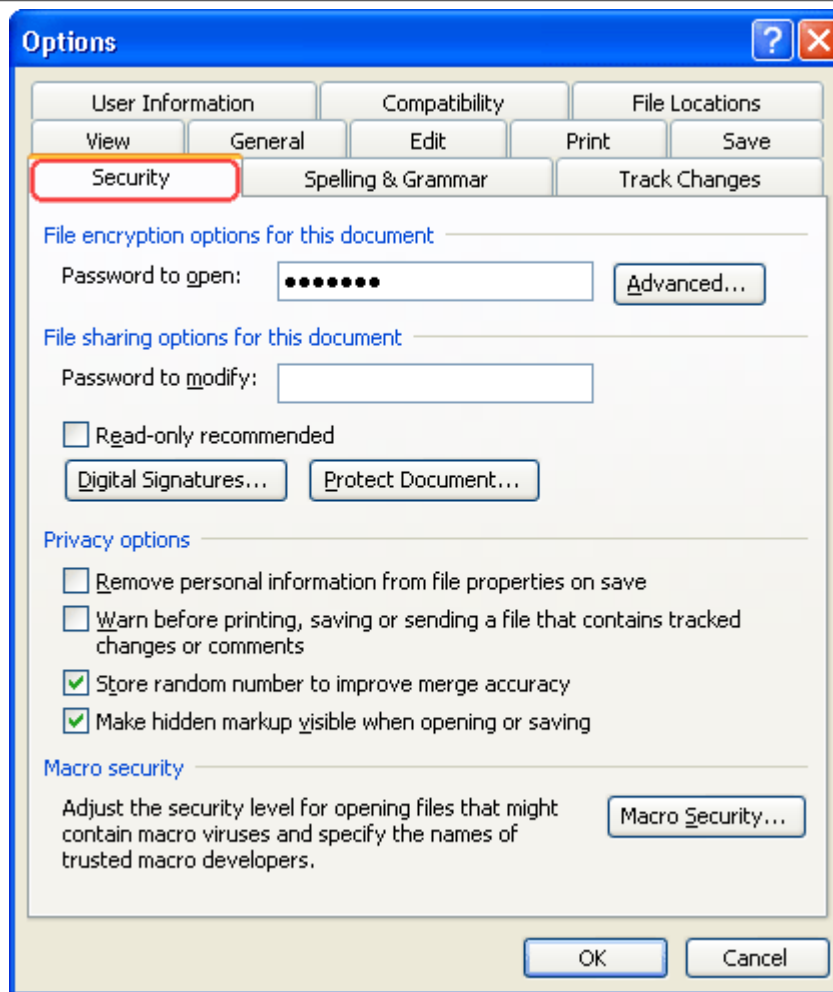 Options
User Information Compatibility File Locations
View General Edit Print Save
Security Spelling & Grammar Track Changes
File encryption options for this document
Password to open: ●●●●●●● Advanced...
File sharing options for this document
Password to modify:
Read-only recommended
Digital Signatures... Protect Document...
Privacy options
Remove personal information from file properties on save
Warn before printing, saving or sending a file that contains tracked
changes or comments
Store random number to improve merge accuracy
Make hidden markup visible when opening or saving
Macro security
Adjust the security level for opening files that might
contain macro viruses and specify the names of
trusted macro developers.
Macro Security...
OK Cancel